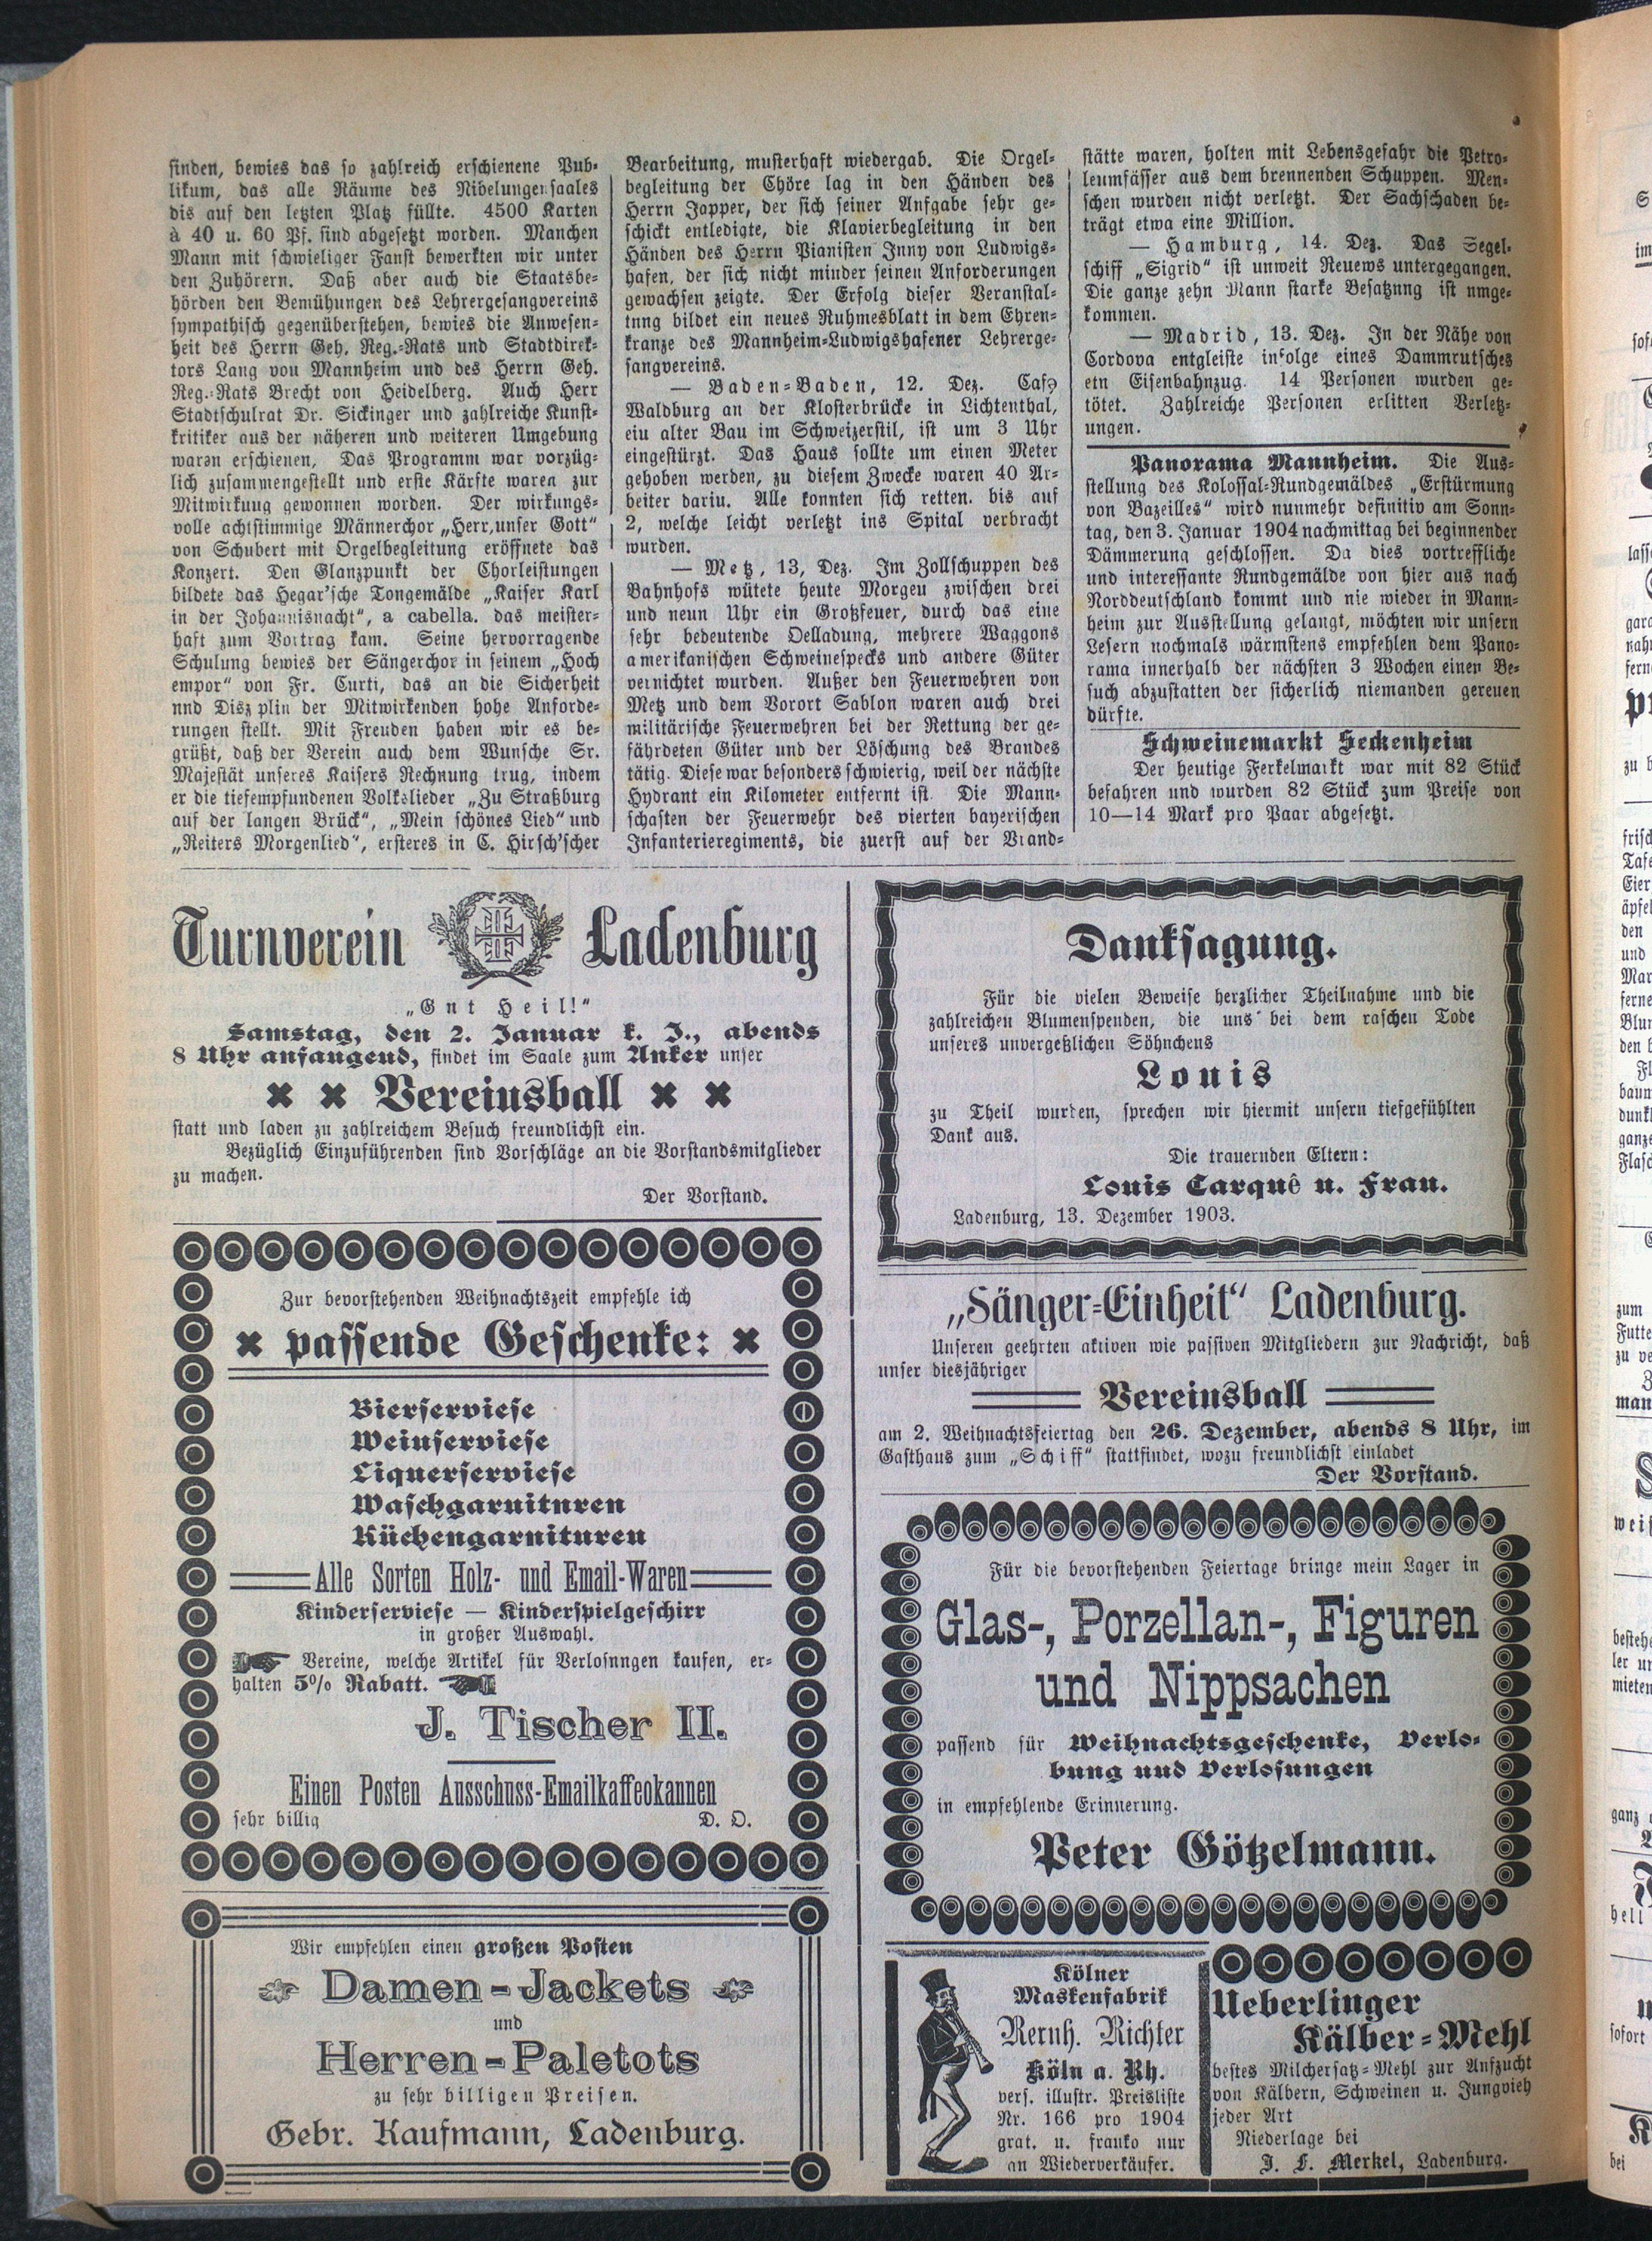 finden, bewies das so zahlreich erschienene Pub-
likum, das alle Räume des Nibelungensaales
bis auf den letzten Platz füllte. 4500 Karten
à 40 u. 60 Pf. sind abgesetzt worden. Manchen
Mann mit schwieliger Faust bewerkten wir unter
den Zuhörern. Daß aber auch die Staatsbe-
hörden den Bemühungen des Lehrergesangvereins
sympathisch gegenüberstehen, bewies die Anwesen-
heit des Herrn Geh. Reg.-Rats und Stadtdirek-
tors Lang von Mannheim und des Herrn Geh.
Reg.-Rats Brecht von Heidelberg. Auch Herr
Stadtschulrat Dr. Sickinger und zahlreiche Kunst-
kritiker aus der näheren und weiteren Umgebung
waren erschienen, Das Programm war vorzüg-
lich zusammengestellt und erste Kärfte waren zur
Mitwirkuug gewonnen worden. Der wirkungs-
volle achtstimmige Männerchor „Herr,unser Gott“
von Schubert mit Orgelbegleitung eröffnete das
Konzert. Den Glanzpunkt der Chorleistungen
bildete das Hegar'sche Tongemälde „Kaiser Karl
in der Johannisnacht“, a cabella. das meister-
haft zum Vortrag kam. Seine hervorragende
Schulung bewies der Sängerchor in seinem „Hoch
empor“ von Fr. Curti, das an die Sicherheit
nnd Disz plin der Mitwirkenden hohe Anforde-
rungen stellt. Mit Freuden haben wir es be-
grüßt, daß der Verein auch dem Wunsche Sr.
Majestät unseres Kaisers Rechnung trug, indem
er die tiefempfundenen Volkslieder „Zu Straßburg
auf der langen Brück“, „Mein schönes Lied“ und
„Reiters Morgenlied“, ersteres in C. Hirsch'scher
Bearbeitung, musterhaft wiedergab. Die Orgel-
begleitung der Chöre lag in den Händen des
Herrn Japper, der sich seiner Aufgabe sehr ge-
schickt entledigte, die Klavierbegleitung in den
Händen des Herrn Pianisten Inny von Ludwigs-
hafen, der sich nicht minder seinen Anforderungen
gewachsen zeigte. Der Erfolg dieser Veranstal-
tnng bildet ein neues Ruhmesblatt in dem Ehren-
kranze des Mannheim-Ludwigshafener Lehrerge-
sangvereins.
— Baden-Baden, 12. Dez. Café
Waldburg an der Klosterbrücke in Lichtenthal,
eiu alter Bau im Schweizerstil, ist um 3 Uhr
eingestürzt. Das Haus sollte um einen Meter
gehoben werden, zu diesem Zwecke waren 40 Ar-
beiter dariu. Alle konnten sich retten. bis auf
2, welche leicht verletzt ins Spital verbracht
wurden.
— Metz, 13, Dez. Im Zollschuppen des
Bahnhofs wütete heute Morgeu zwischen drei
und neun Uhr ein Großfeuer, durch das eine
sehr bedeutende Oelladung, mehrere Waggons
amerikanischen Schweinespecks und andere Güter
vernichtet wurden. Außer den Feuerwehren von
Metz und dem Vorort Sablon waren auch drei
militärische Feuerwehren bei der Rettung der ge-
fährdeten Güter und der Löschung des Brandes
tätig. Diese war besonders schwierig, weil der nächste
Hydrant ein Kilometer entfernt ist. Die Mann-
schaften der Feuerwehr des vierten bayerischen
Infanterieregiments, die zuerst auf der Brand-
stätte waren, holten mit Lebensgefahr die Petro-
leumfässer aus dem brennenden Schuppen. Men-
schen wurden nicht verletzt. Der Sachschaden be-
trägt etwa eine Million.
— Hamburg, 14. Dez. Das Segel-
schiff „Sigrid“ ist unweit Neuews untergegangen.
Die ganze zehn Mann starke Besatzung ist umge-
kommen.
— Madrid, 13. Dez. In der Nähe von
Cordova entgleiste infolge eines Dammrutsches
etn Eisenbahnzug. 14 Personen wurden ge-
tötet. Zahlreiche Personen erlitten Verletz-
ungen.
Panorama Mannheim. Die Aus-
stellung des Kolossal-Rundgemäldes „Erstürmung
von Bazeilles“ wird nunmehr definitiv am Sonn-
tag, den 3. Januar 1904 nachmittag bei beginnender
Dämmerung geschlossen. Da dies vortreffliche
und interessante Rundgemälde von hier aus nach
Norddeutschland kommt und nie wieder in Mann-
heim zur Ausstellung gelangt, möchten wir unsern
Lesern nochmals wärmstens empfehlen dem Pano-
rama innerhalb der nächsten 3 Wochen einen Be-
such abzustatten der sicherlich niemanden gereuen
dürfte.
Schweinemarkt Seckenheim
Der heutige Ferkelmarkt war mit 82 Stück
befahren und wurden 82 Stück zum Preise von
10—14 Mark pro Paar abgesetzt.
Turnverein Ladenburg
„Gnt Heil!“
Samstag, den 2. Januar k. J., abends
8 Uhr anfangend, findet im Saale zum Anker unser
Vereinsball
statt und laden zu zahlreichem Besuch freundlichst ein.
Bezüglich Einzuführenden sind Vorschläge an die Vorstandsmitglieder
zu machen.
Der Vorstand.
Zur bevorstehenden Weihnachtszeit empfehle ich
passende Geschenke:
Bierserviese
Weinserviese
Liquerserviese
Waschgarnitnren
Küchengarnituren
Alle Sorten Holz- und Email-Waren
Kinderserviese — Kinderspielgeschirr
in großer Auswahl.
Vereine, welche Artikel für Verlosnngen kaufen, er-
halten 5% Rabatt.
J. Tischer II.
Einen Posten Ausschuss-Emailkaffeokannen
sehr billig D. O.
Wir empfehlen einen großen Posten
Damen-Jackets
und
Herren-Paletots
zu sehr billigen Preisen.
Gebr. Kaufmann, Ladenburg.
Danksagung.
Für die vielen Beweise herzlicher Theilnahme und die
zahlreichen Blumenspenden, die uns bei dem raschen Tode
unseres unvergeßlichen Söhnchens
Louis
zu Theil wurden, sprechen wir hiermit unsern tiefgefühlten
Dank aus.
Die trauernden Eltern:
Louis Carquê u. Frau.
Ladenburg, 13. Dezember 1903.
„Sänger-Einheit“ Ladenburg.
Unseren geehrten aktiven wie passiven Mitgliedern zur Nachricht, daß
unser diesjähriger
Vereinsball
am 2. Weihnachtsfeiertag den 26. Dezember, abends 8 Uhr, im
Gasthaus zum „Schiff“ stattfindet, wozu freundlichst einladet
Der Vorstand.
Für die bevorstehenden Feiertage bringe mein Lager in
Glas-, Porzellan-, Figuren
und Nippsachen
passend für Weihnachtsgeschenke, Verlo-
bung und Verlosungen
in empfehlende Erinnerung.
Peter Götzelmann.
Kölner
Maskenfabrik
Bernh. Richter
Köln a. Rh.
vers. illustr. Preisliste
Nr. 166 pro 1904
grat. u. franko nur
an Wiederverkäufer.
Ueberlinger
Kälber-Mehl
bestes Milchersatz-Mehl zur Aufzucht
von Kälbern, Schweinen u. Jungvieh
jeder Art
Niederlage bei
J. F. Merkel, Ladenburg.